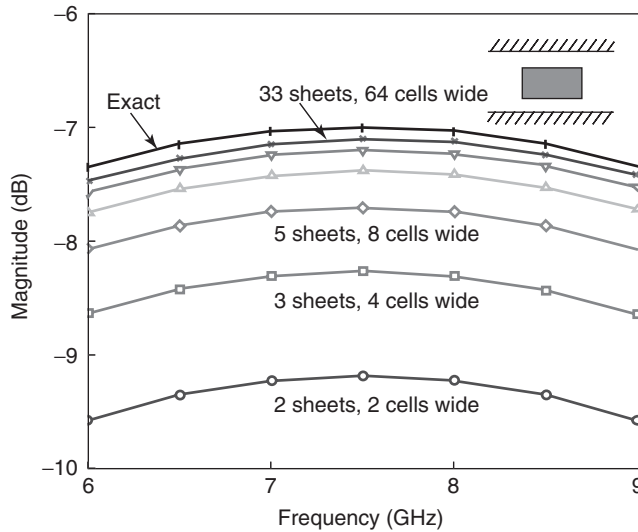 −6
−7
−8
−9
−10
Magnitude (dB)
Exact
33 sheets, 64 cells wide
5 sheets, 8 cells wide
3 sheets, 4 cells wide
2 sheets, 2 cells wide
6
7
8
9
Frequency (GHz)